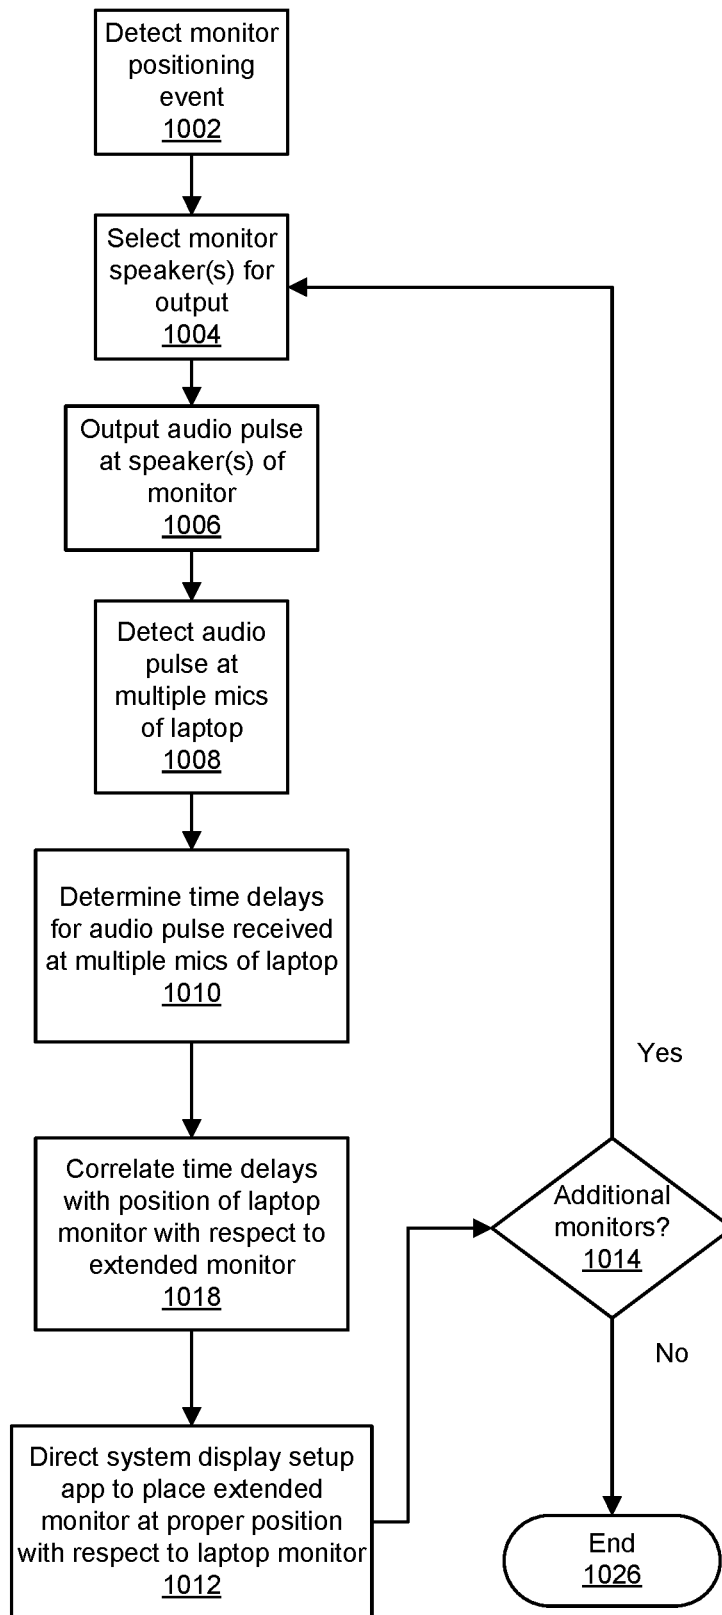 Detect monitor
positioning
event
1002
Select monitor
speaker(s) for
output
1004
Output audio pulse
at speaker(s) of
monitor
1006
Detect audio
pulse at
multiple mics
of laptop
1008
Determine time delays
for audio pulse received
at multiple mics of laptop
1010
Correlate time delays
with position of laptop
monitor with respect to
extended monitor
1018
Direct system display setup
app to place extended
monitor at proper position
with respect to laptop monitor
1012
Yes
Additional
monitors?
1014
No
End
1026